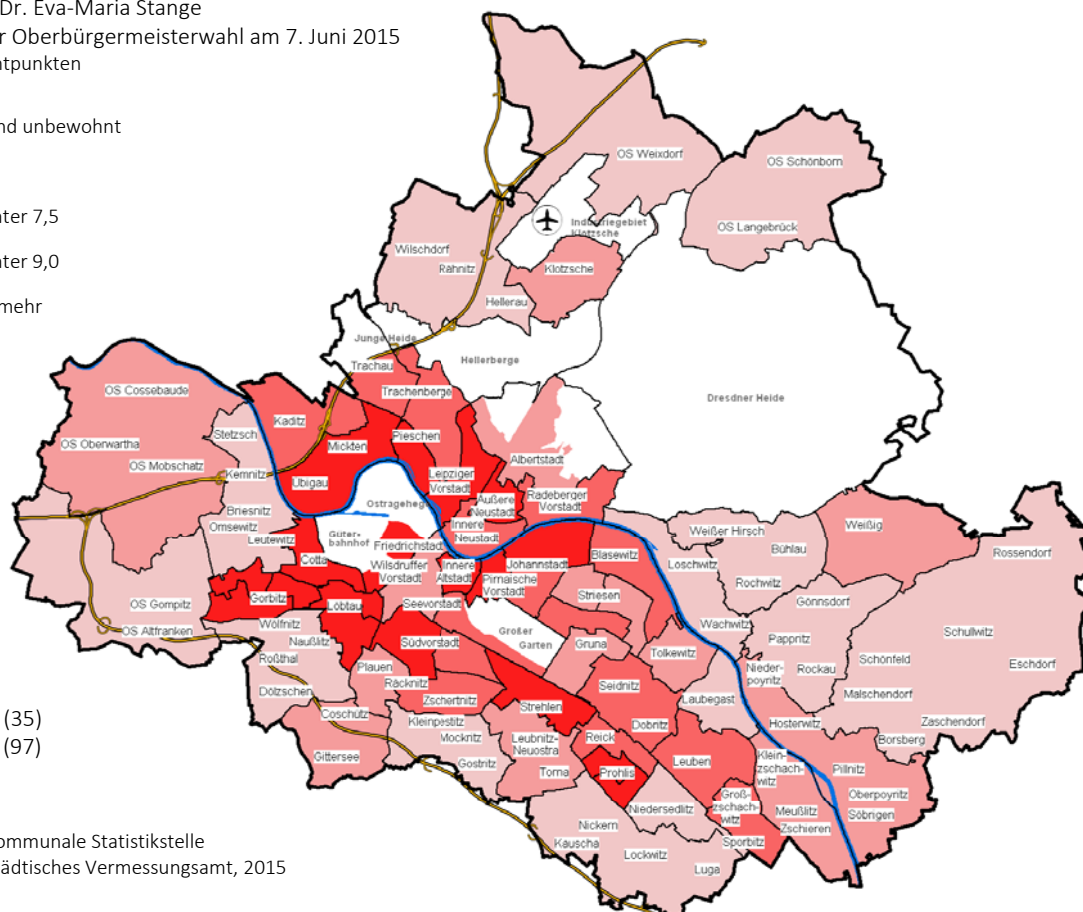 Dr. Eva-Maria Stange
r Oberbürgermeisterwahl am 7. Juni 2015
ntpunkten
nd unbewohnt
nter 7,5
nter 9,0
mehr
(35)
(97)
ommunale Statistikstelle
ädtisches Vermessungsamt, 2015
OS Weixdorf
OS Schönborn
OS Langebrück
Industriegebiet
Klotzsche
Wilschdorf
Rähnitz
Klotzsche
Hellerau
Junge Heide
Hellerberge
Trachau
Dresdner Heide
OS Cossebaude
Trachenberge
Kaditz
Stetzsch
Mickten
Pieschen
OS Oberwartha
OS Mobschatz
Kemnitz
Übigau
Leipziger
Vorstadt
Albertstadt
Äußere
Neustadt
Radeberger
Vorstadt
Ostragehege
Briesnitz
Omsewitz
Leutewitz
Innere
Neustadt
Güter-
bahnhof
Friedrichstadt
Weißer Hirsch
Weißig
Bühlau
Rossendorf
Cotta
Wilsdruffer
Vorstadt
Innere
Altstadt
Johannstadt
Blasewitz
Loschwitz
Pirnaische
Vorstadt
Rochwitz
OS Gompitz
Gorbitz
Löbtau
Seevorstadt
Striesen
Gönnsdorf
OS Altfranken
Wölfnitz
Naußlitz
Südvorstadt
Großer
Garten
Gruna
Tolkewitz
Wachwitz
Pappritz
Schullwitz
Roßthal
Plauen
Räcknitz
Nieder-
poyritz
Rockau
Schönfeld
Eschdorf
Dölzschen
Zschertnitz
Seidnitz
Laubegast
Malschendorf
Coschütz
Strehlen
Kleinpestitz
Mockritz
Dobritz
Hosterwitz
Zaschendorf
Borsberg
Gittersee
Leubnitz-
Neuostra
Reick
Gostritz
Torna
Prohlis
Leuben
Klein-
zschach-
witz
Pillnitz
Oberpoyritz
Söbrigen
Niedersedlitz
Groß-
zschach-
witz
Meußlitz
Zschieren
Nickern
Kauscha
Sporbitz
Lockwitz
Luga